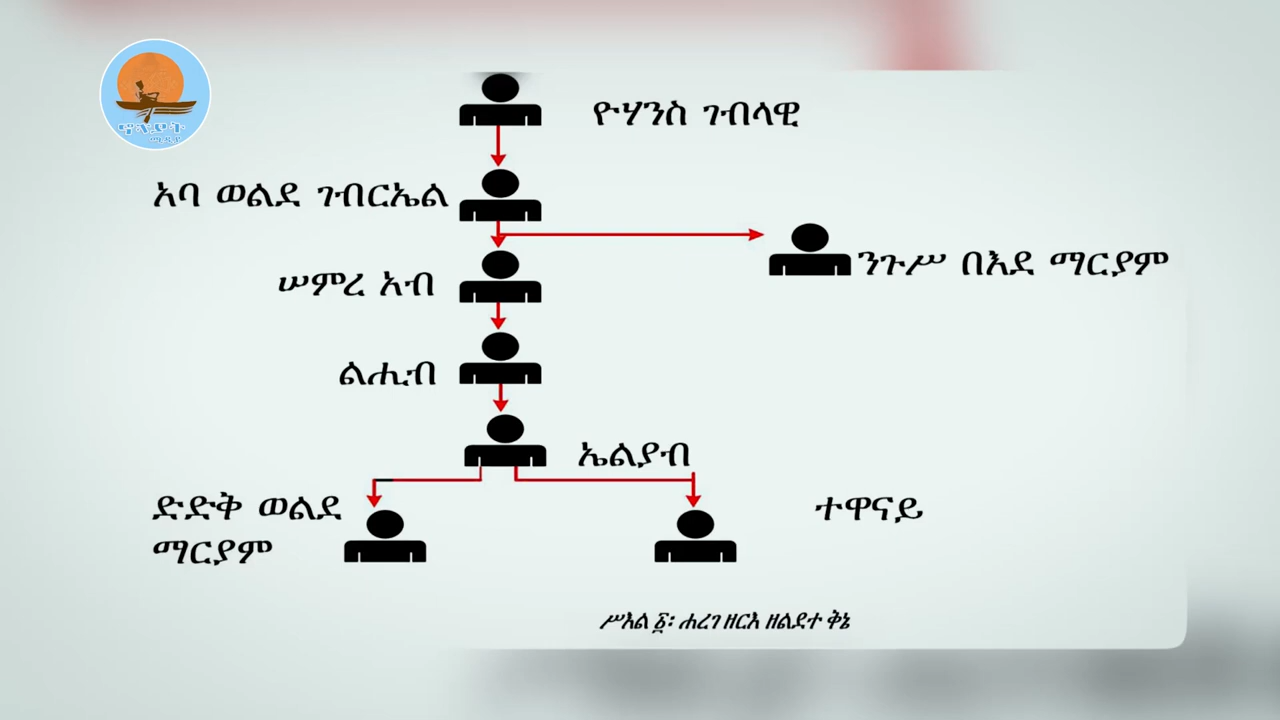 ዮሃንስ ገብላዊ
አባ ወልደ ገብርኤል
ንጉሥ በእደ ማርያም
ሠምረ አብ
ልሒብ
ኤልያብ
ድድቅ ወልደ
ማርያም
ተዋናይ
ሥእል ፩፡ ሐረገ ዘርእ ዘልደተ ቅኔ